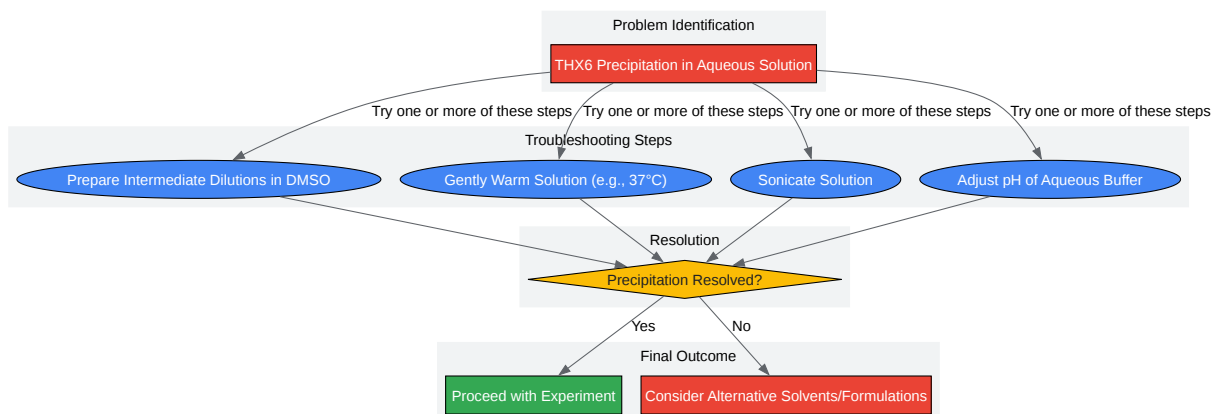 Problem Identification
THX6 Precipitation in Aqueous Solution
Try one or more of these steps
Try one or more of these steps
Try one or more of these steps
Try one or more of these steps
Troubleshooting Steps
Prepare Intermediate Dilutions in DMSO
Gently Warm Solution (e.g., 37°C)
Sonicate Solution
Adjust pH of Aqueous Buffer
Resolution
Precipitation Resolved?
Yes
No
Final Outcome
Proceed with Experiment
Consider Alternative Solvents/Formulations